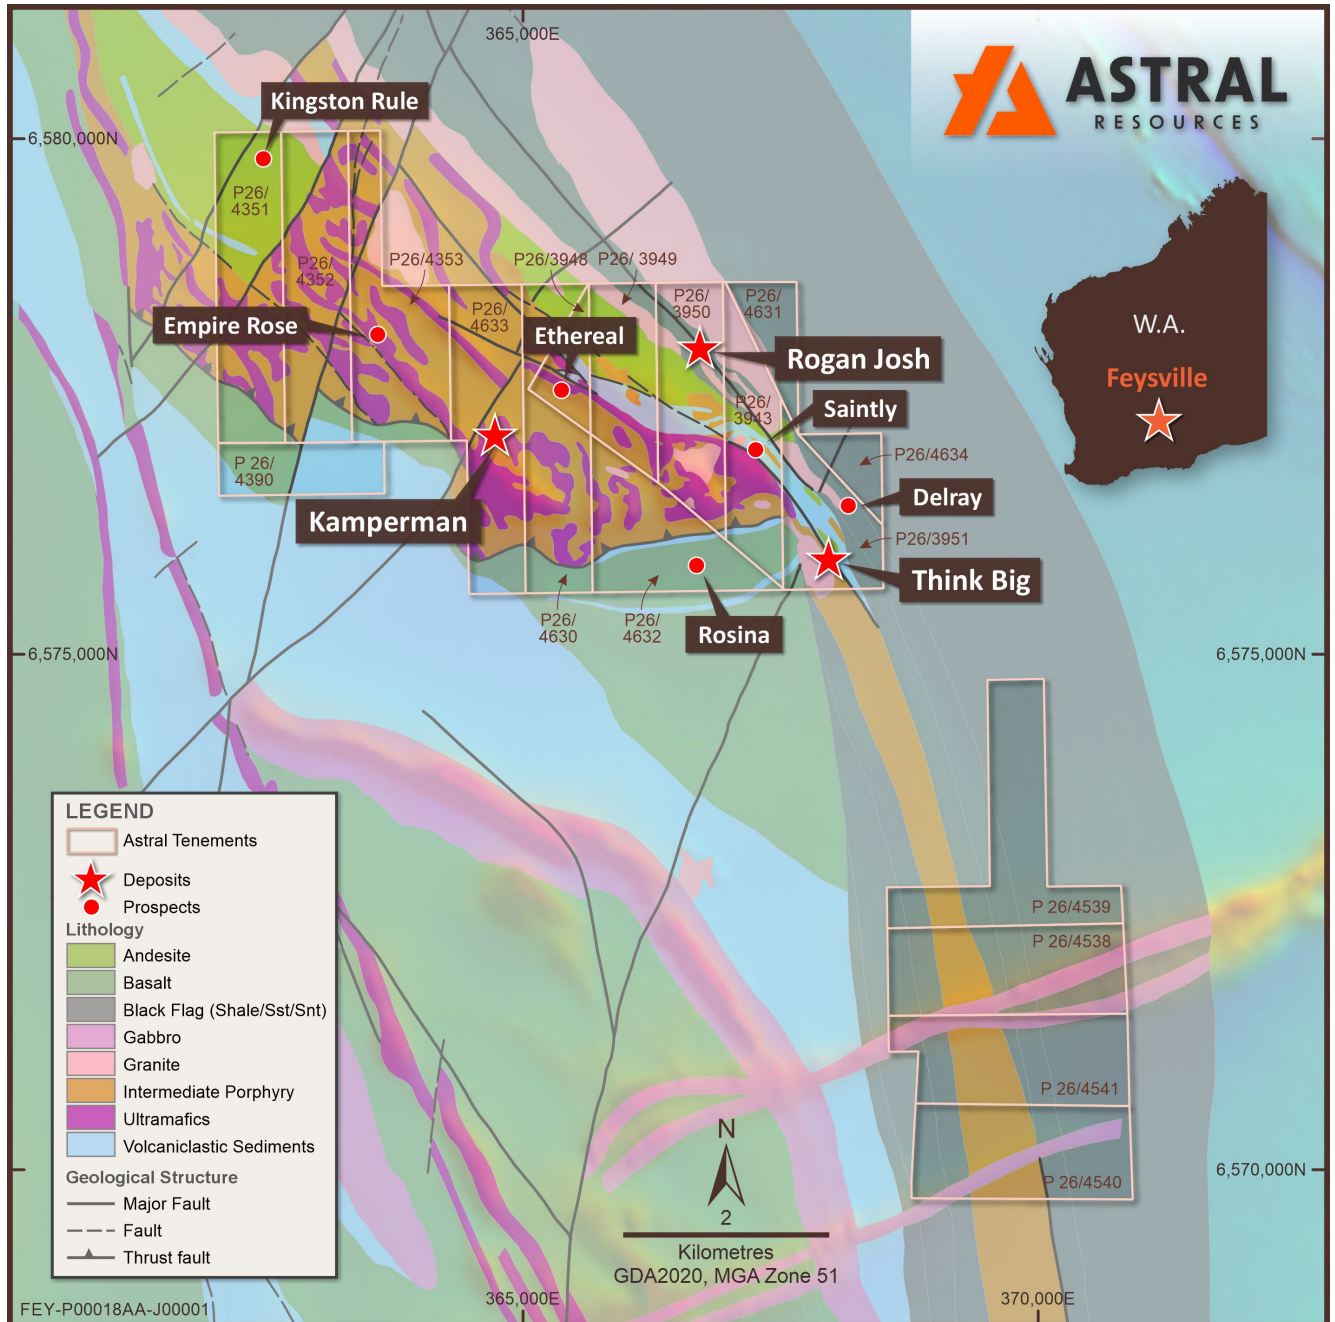 365,000E
ASTRAL
RESOURCES
Kingston Rule
6,580,000N
P26/
4351
P26/
4352
P26/4353
P26/3948
P26/ 3949
P26/
3950
P26/
4631
P26/
4633
Empire Rose
Ethereal
Rogan Josh
W.A.
Feysville
P26/
3943
Saintly
P26/4634
P 26/
4390
Delray
Kamperman
P26/3951
Think Big
P26/
4630
P26/
4632
Rosina
6,575,000N
6,575,000N
LEGEND
Astral Tenements
Deposits
Prospects
Lithology
Andesite
Basalt
Black Flag (Shale/Sst/Snt)
Gabbro
Granite
Intermediate Porphyry
Ultramafics
Volcaniclastic Sediments
Geological Structure
Major Fault
Fault
Thrust fault
P 26/4539
P 26/4538
P 26/4541
P 26/4540
N
2
Kilometres
GDA2020, MGA Zone 51
6,570,000N
FEY-P00018AA-J00001
365,000E
370,000E